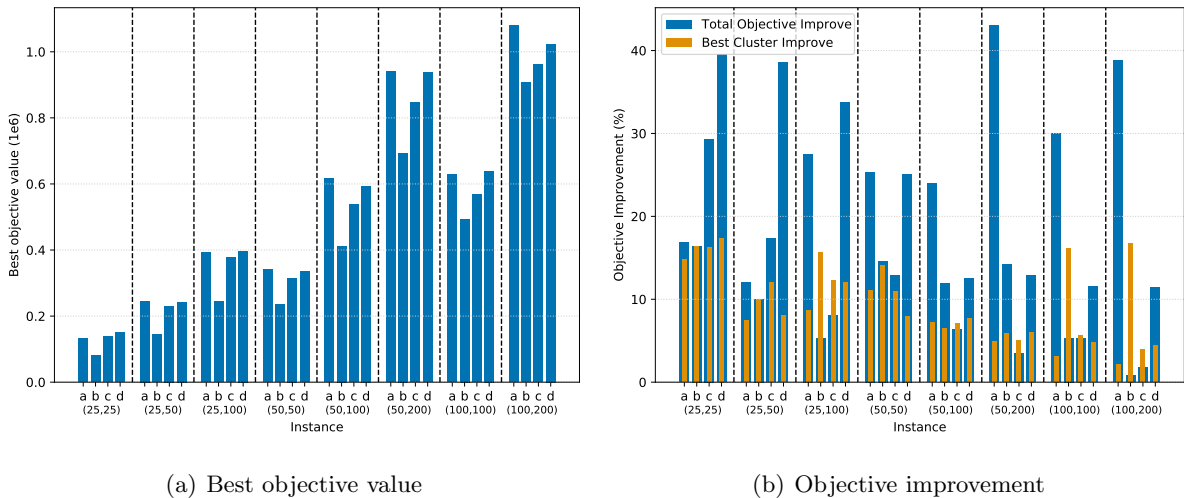 Best objective value (1e6)
1.0
0.8
0.6
0.4
0.2
0.0
a b c d a b c d a b c d a b c d a b c d a b c d a b c d a b c d
(25,25) (25,50) (25,100) (50,50) (50,100) (50,200) (100,100) (100,200)
Instance
(a) Best objective value
Total Objective Improve
Best Cluster Improve
Objective Improvement (%)
40
30
20
10
0
a b c d a b c d a b c d a b c d a b c d a b c d a b c d a b c d
(25,25) (25,50) (25,100) (50,50) (50,100) (50,200) (100,100) (100,200)
Instance
(b) Objective improvement